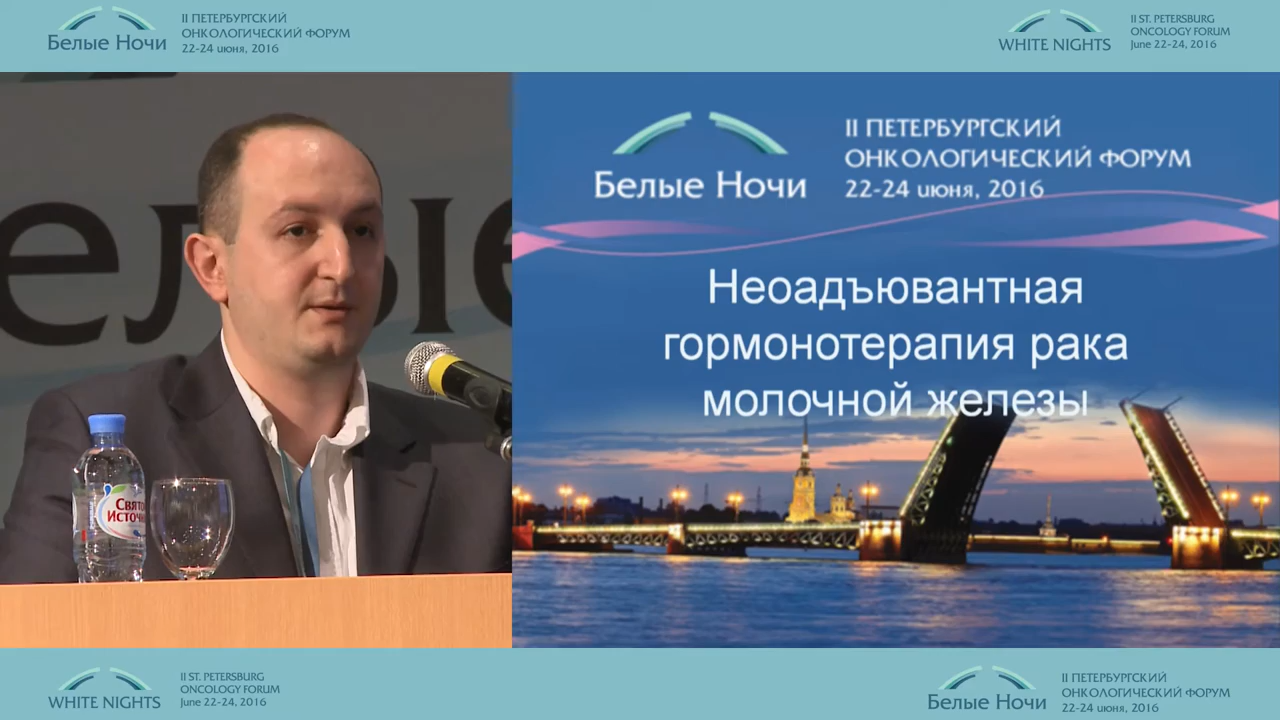 Белые Ночи
II ПЕТЕРБУРГСКИЙ
ОНКОЛОГИЧЕСКИЙ ФОРУМ
22-24 июня, 2016
WHITE NIGHTS
II ST. PETERSBURG
ONCOLOGY FORUM
June 22-24, 2016
елые
Белые Ночи
II ПЕТЕРБУРГСКИЙ
ОНКОЛОГИЧЕСКИЙ ФОРУМ
22-24 июня, 2016
Неоадъювантная
гормонотерапия рака
молочной железы
Свято
Источн
WHITE NIGHTS
II ST. PETERSBURG
ONCOLOGY FORUM
June 22-24, 2016
Белые Ночи
II ПЕТЕРБУРГСКИЙ
ОНКОЛОГИЧЕСКИЙ ФОРУМ
22-24 июня, 2016